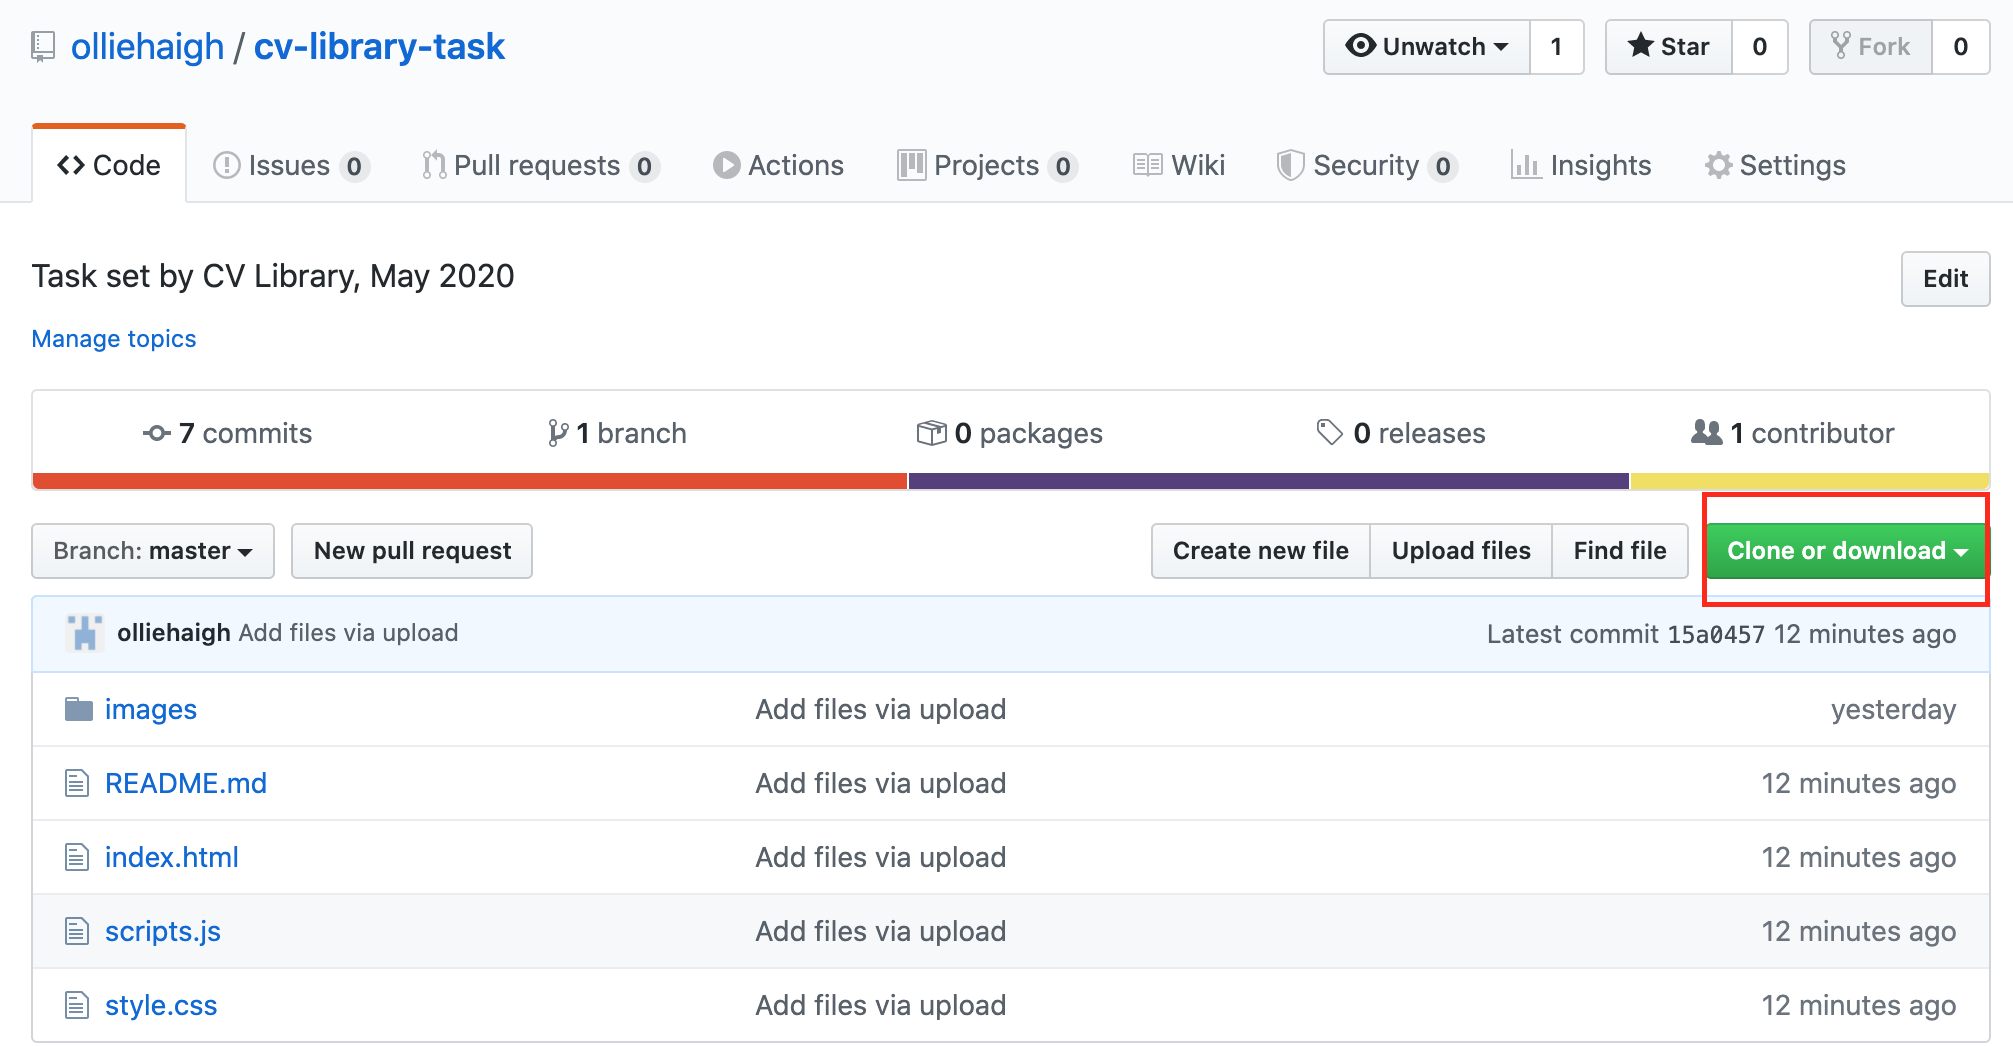 olliehaigh / cv-library-task Unwatch 1 Star 0 Fork 0
Code Issues 0 Pull requests 0 Actions Projects 0 Wiki Security 0 Insights Settings
Task set by CV Library, May 2020 Edit
Manage topics
7 commits 1 branch 0 packages 0 releases 1 contributor
Branch: master New pull request Create new file Upload files Find file Clone or download
olliehaigh Add files via upload Latest commit 15a0457 12 minutes ago
images Add files via upload yesterday
README.md Add files via upload 12 minutes ago
index.html Add files via upload 12 minutes ago
scripts.js Add files via upload 12 minutes ago
style.css Add files via upload 12 minutes ago